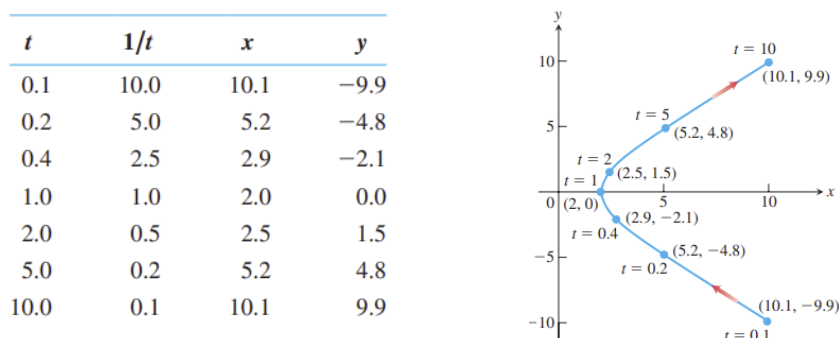 t 1/t x y
0.1 10.0 10.1 −9.9
0.2 5.0 5.2 −4.8
0.4 2.5 2.9 −2.1
1.0 1.0 2.0 0.0
2.0 0.5 2.5 1.5
5.0 0.2 5.2 4.8
10.0 0.1 10.1 9.9
y
t = 10
10
(10.1, 9.9)
t = 5
5
(5.2, 4.8)
t = 2
(2.5, 1.5)
t = 1
x
0
(2, 0)
5
10
(2.9, −2.1)
t = 0.4
−5
(5.2, −4.8)
t = 0.2
(10.1, −9.9)
−10
t = 0.1